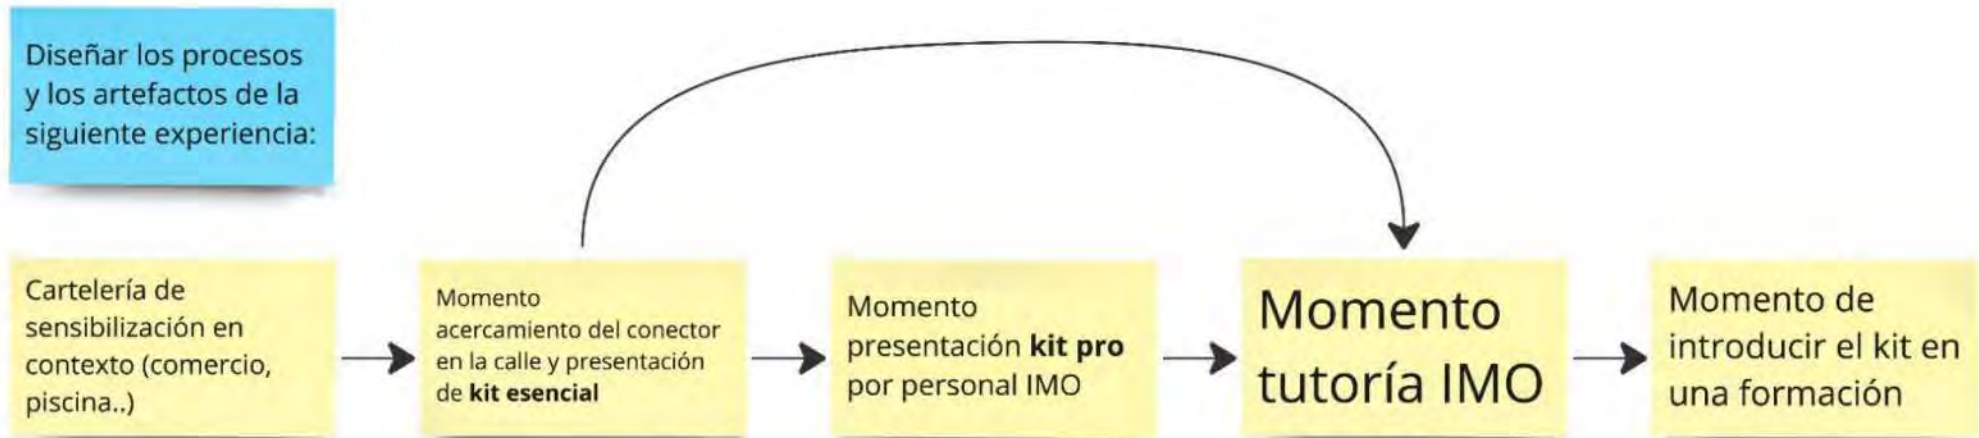 Diseñar los procesos
y los artefactos de la
siguiente experiencia:
Cartelería de
sensibilización en
contexto (comercio,
piscina..)
Momento
acercamiento del conector
en la calle y presentación
de kit esencial
Momento
presentación kit pro
por personal IMO
Momento
tutoría IMO
Momento de
introducir el kit en
una formación